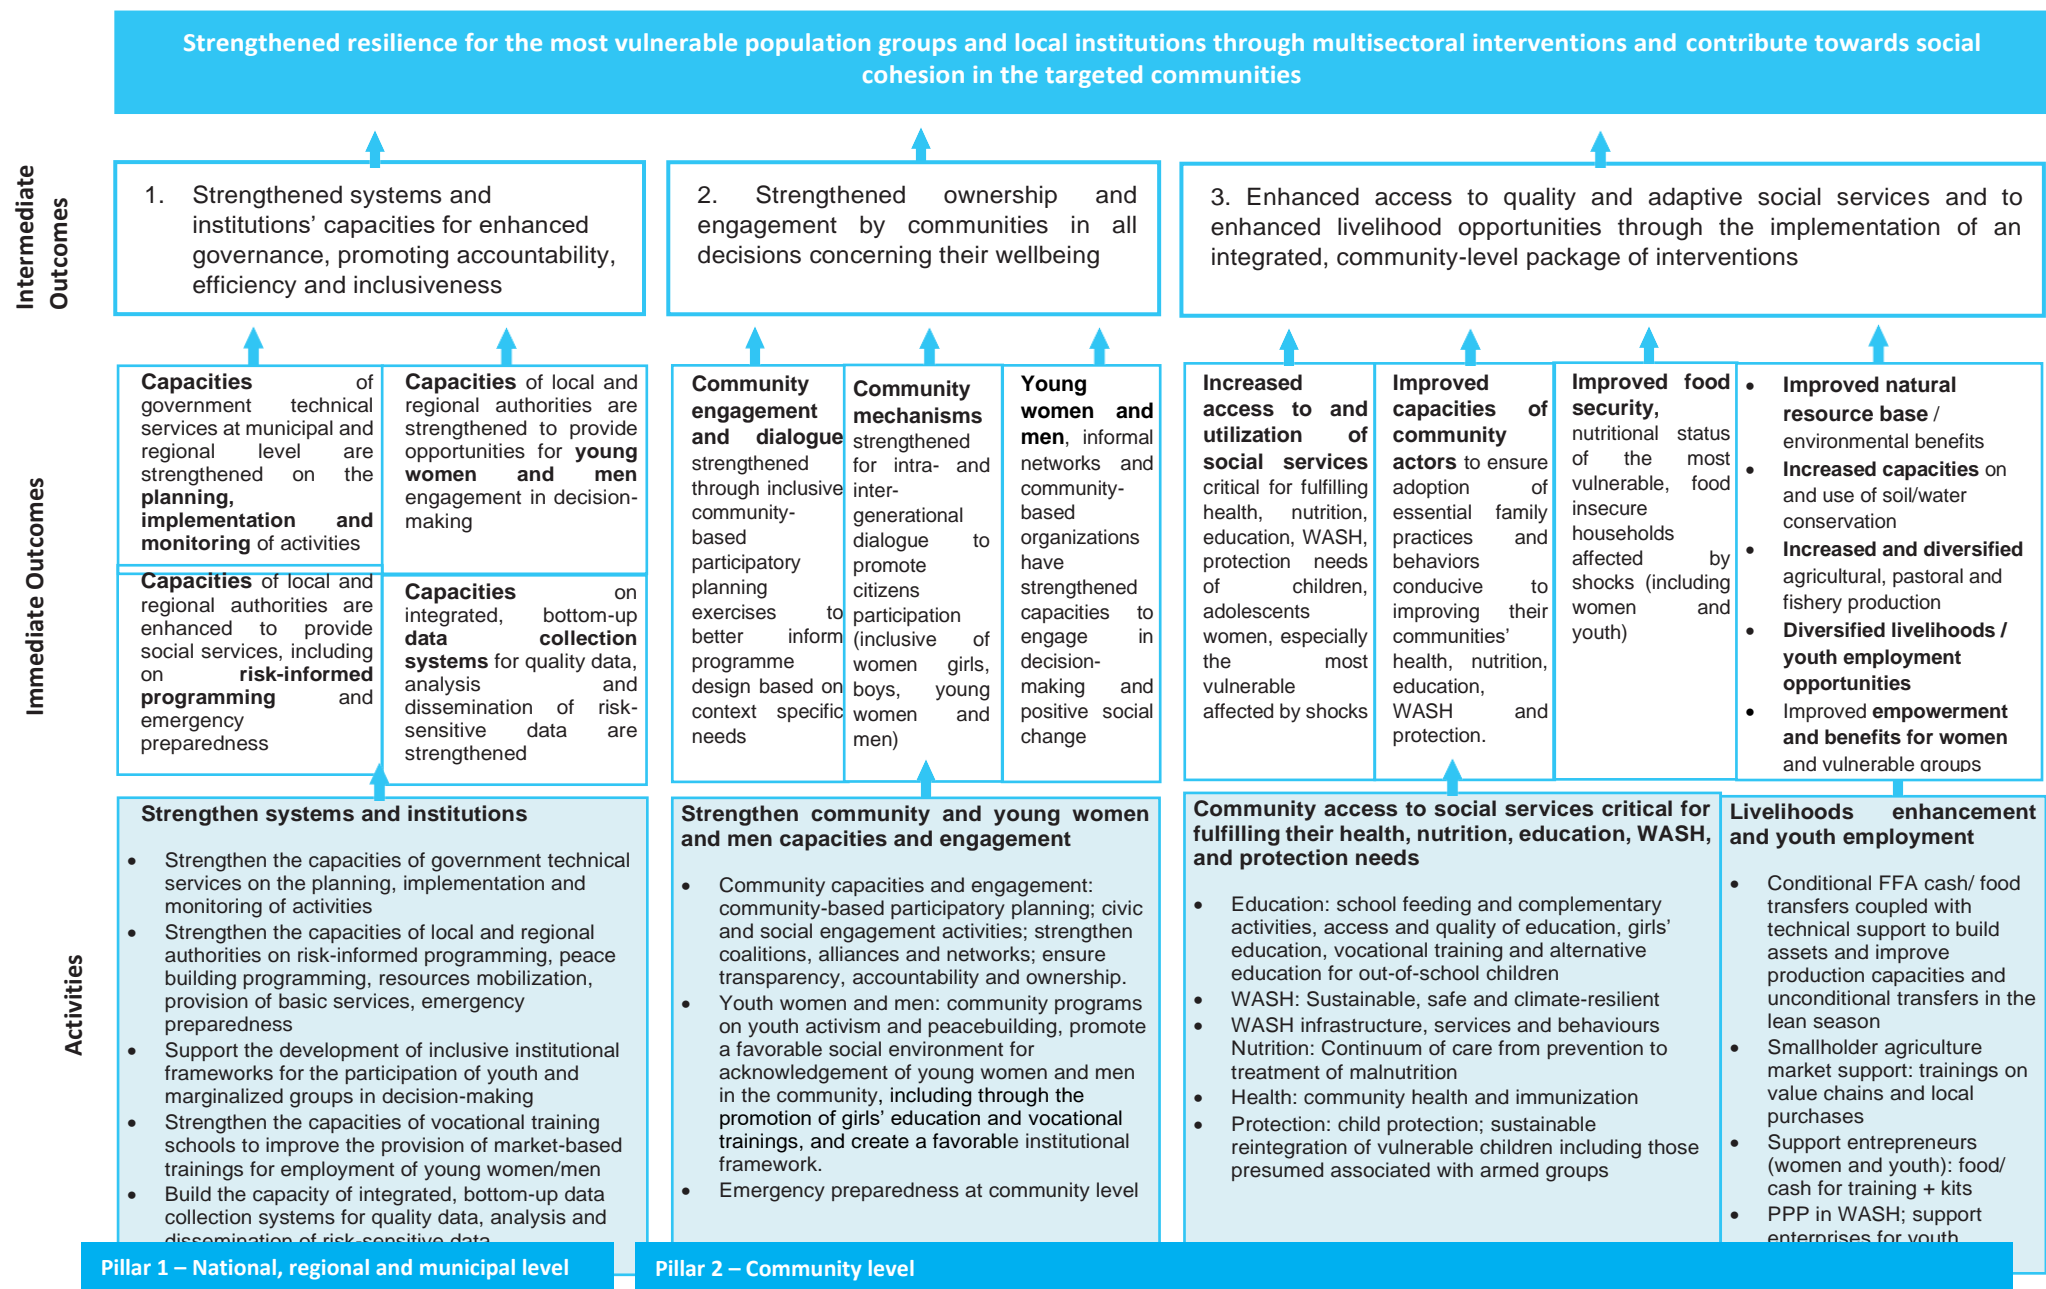 Strengthened resilience for the most vulnerable population groups and local institutions through multisectoral interventions and contribute towards social
cohesion in the targeted communities
Intermediate
Outcomes
1. Strengthened systems and
institutions’ capacities for enhanced
governance, promoting accountability,
efficiency and inclusiveness
2. Strengthened ownership and
engagement by communities in all
decisions concerning their wellbeing
3. Enhanced access to quality and adaptive social services and to
enhanced livelihood opportunities through the implementation of an
integrated, community-level package of interventions
Immediate Outcomes
Capacities of
government technical
services at municipal and
regional level are
strengthened on the
planning,
implementation and
monitoring of activities
Capacities of local and
regional authorities are
strengthened to provide
opportunities for young
women and men
engagement in decision-
making
Capacities of local and
regional authorities are
enhanced to provide
social services, including
on risk-informed
programming and
emergency
preparedness
Capacities on
integrated, bottom-up
data collection
systems for quality data,
analysis and
dissemination of risk-
sensitive data are
strengthened
Community
engagement
and dialogue
strengthened
through inclusive
community-
based
participatory
planning
exercises to
better inform
programme
design based on
context specific
needs
Community
mechanisms
strengthened
for intra- and
inter-
generational
dialogue to
promote
citizens
participation
(inclusive of
women girls,
boys, young
women and
men)
Young
women and
men, informal
networks and
community-
based
organizations
have
strengthened
capacities to
engage in
decision-
making and
positive social
change
Increased
access to and
utilization of
social services
critical for fulfilling
health, nutrition,
education, WASH,
protection needs
of children,
adolescents
women, especially
the most
vulnerable
affected by shocks
Improved
capacities of
community
actors to ensure
adoption of
essential family
practices and
behaviors
conducive to
improving their
communities’
health, nutrition,
education,
WASH and
protection.
Improved food
security,
nutritional status
of the most
vulnerable, food
insecure
households
affected by
shocks (including
women and
youth)
• Improved natural
resource base /
environmental benefits
• Increased capacities on
and use of soil/water
conservation
• Increased and diversified
agricultural, pastoral and
fishery production
• Diversified livelihoods /
youth employment
opportunities
• Improved empowerment
and benefits for women
and vulnerable groups
Activities
Strengthen systems and institutions
• Strengthen the capacities of government technical
services on the planning, implementation and
monitoring of activities
• Strengthen the capacities of local and regional
authorities on risk-informed programming, peace
building programming, resources mobilization,
provision of basic services, emergency
preparedness
• Support the development of inclusive institutional
frameworks for the participation of youth and
marginalized groups in decision-making
• Strengthen the capacities of vocational training
schools to improve the provision of market-based
trainings for employment of young women/men
• Build the capacity of integrated, bottom-up data
collection systems for quality data, analysis and
dissemination of risk-sensitive data
Strengthen community and young women
and men capacities and engagement
• Community capacities and engagement:
community-based participatory planning; civic
and social engagement activities; strengthen
coalitions, alliances and networks; ensure
transparency, accountability and ownership.
• Youth women and men: community programs
on youth activism and peacebuilding, promote
a favorable social environment for
acknowledgement of young women and men
in the community, including through the
promotion of girls’ education and vocational
trainings, and create a favorable institutional
framework.
• Emergency preparedness at community level
Community access to social services critical for
fulfilling their health, nutrition, education, WASH,
and protection needs
• Education: school feeding and complementary
activities, access and quality of education, girls’
education, vocational training and alternative
education for out-of-school children
• WASH: Sustainable, safe and climate-resilient
• WASH infrastructure, services and behaviours
Nutrition: Continuum of care from prevention to
treatment of malnutrition
• Health: community health and immunization
• Protection: child protection; sustainable
reintegration of vulnerable children including those
presumed associated with armed groups
Livelihoods enhancement
and youth employment
• Conditional FFA cash/ food
transfers coupled with
technical support to build
assets and improve
production capacities and
unconditional transfers in the
lean season
• Smallholder agriculture
market support: trainings on
value chains and local
purchases
• Support entrepreneurs
(women and youth): food/
cash for training + kits
• PPP in WASH; support
enterprises for youth
Pillar 1 – National, regional and municipal level
Pillar 2 – Community level